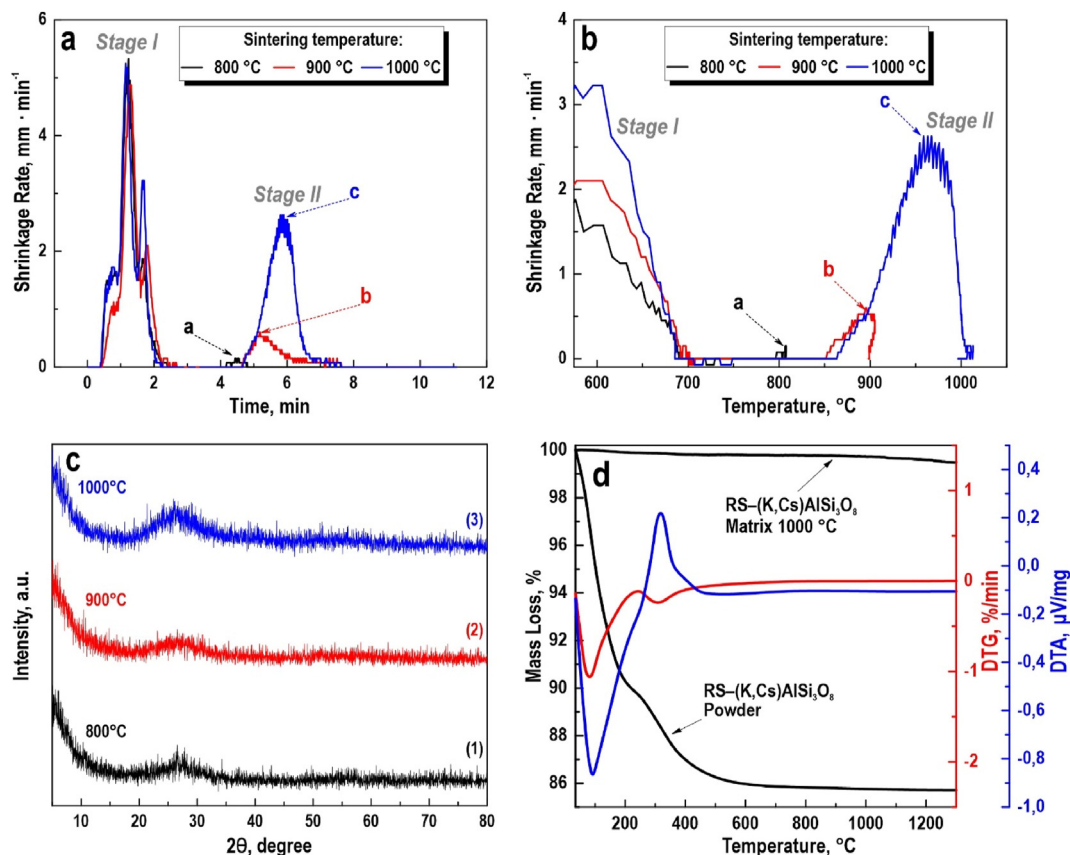 a
Stage I
Sintering temperature:
800 °C 900 °C 1000 °C
Stage II
c
b
a
Shrinkage Rate, mm · min⁻¹
6
4
2
0
0 2 4 6 8 10 12
Time, min
b
Sintering temperature:
800 °C 900 °C 1000 °C
Stage I
c
Stage II
b
a
Shrinkage Rate, mm · min⁻¹
4
3
2
1
0
600 700 800 900 1000
Temperature, °C
c
1000°C
(3)
900°C
(2)
800°C
(1)
Intensity, a.u.
10 20 30 40 50 60 70 80
2Θ, degree
d
RS–(K,Cs)AlSi₃O₈
Matrix 1000 °C
RS–(K,Cs)AlSi₃O₈
Powder
Mass Loss, %
100
98
96
94
92
90
88
86
200 400 600 800 1000 1200
Temperature, °C
1
0
-1
-2
DTG, %/min
0,4
0,2
0,0
-0,2
-0,4
-0,6
-0,8
-1,0
DTA, µV/mg